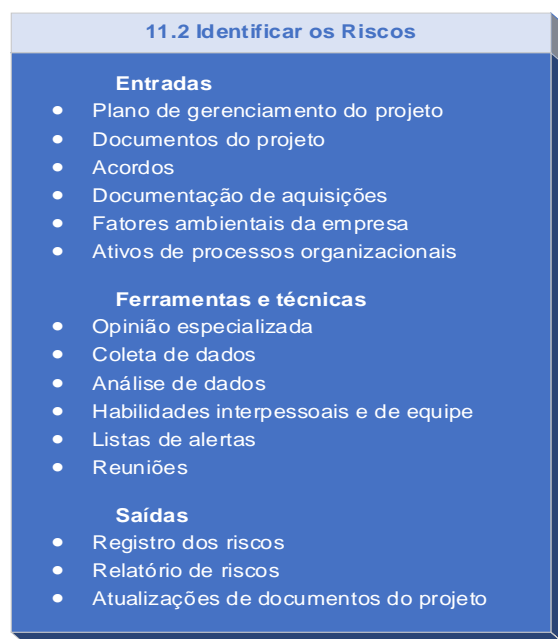 11.2 Identificar os Riscos
Entradas
• Plano de gerenciamento do projeto
• Documentos do projeto
• Acordos
• Documentação de aquisições
• Fatores ambientais da empresa
• Ativos de processos organizacionais
Ferramentas e técnicas
• Opinião especializada
• Coleta de dados
• Análise de dados
• Habilidades interpessoais e de equipe
• Listas de alertas
• Reuniões
Saídas
• Registro dos riscos
• Relatório de riscos
• Atualizações de documentos do projeto